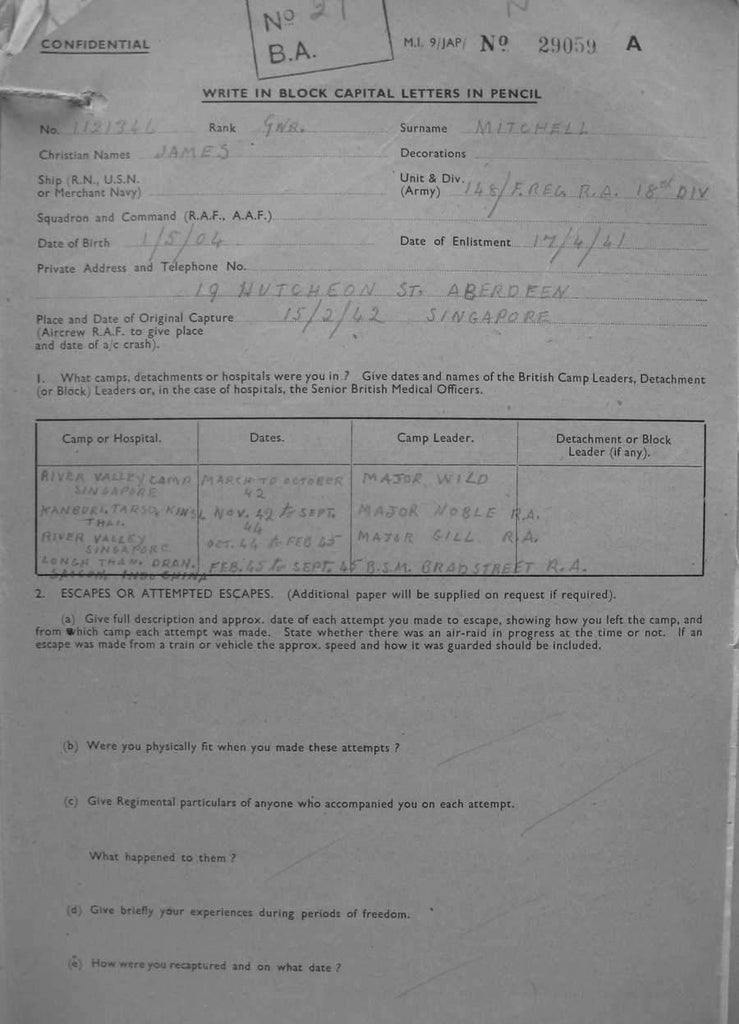 No
B.A.
CONFIDENTIAL M.I. 9/JAP/ No 29059 A
WRITE IN BLOCK CAPITAL LETTERS IN PENCIL
No. Rank GNR. Surname MITCHELL
Christian Names JAMES Decorations
Ship (R.N., U.S.N. Unit & Div.
or Merchant Navy) (Army) 148/F. REG R.A. 18th DIV
Squadron and Command (R.A.F., A.A.F.)
Date of Birth 1/5/04 Date of Enlistment 17/4/41
Private Address and Telephone No.
19 HUTCHEON ST. ABERDEEN
Place and Date of Original Capture 15/2/42 SINGAPORE
(Aircrew R.A.F. to give place
and date of a/c crash).
1. What camps, detachments or hospitals were you in ? Give dates and names of the British Camp Leaders, Detachment
(or Block) Leaders or, in the case of hospitals, the Senior British Medical Officers.
Camp or Hospital. Dates. Camp Leader. Detachment or Block
Leader (if any).
RIVER VALLEY CAMP MARCH TO OCTOBER MAJOR WILD
SINGAPORE 42
KANBURI, TARSO, NOV. 42 to SEPT. MAJOR NOBLE R.A.
THAI. 44
RIVER VALLEY OCT. 44 to FEB 45 MAJOR GILL R.A.
SINGAPORE
FEB. 45 to SEPT. 45 B.S.M. BRADSTREET R.A.
SAIGON, INDO CHINA
2. ESCAPES OR ATTEMPTED ESCAPES. (Additional paper will be supplied on request if required).
(a) Give full description and approx. date of each attempt you made to escape, showing how you left the camp, and
from which camp each attempt was made. State whether there was an air-raid in progress at the time or not. If an
escape was made from a train or vehicle the approx. speed and how it was guarded should be included.
(b) Were you physically fit when you made these attempts ?
(c) Give Regimental particulars of anyone who accompanied you on each attempt.
What happened to them ?
(d) Give briefly your experiences during periods of freedom.
(e) How were you recaptured and on what date ?